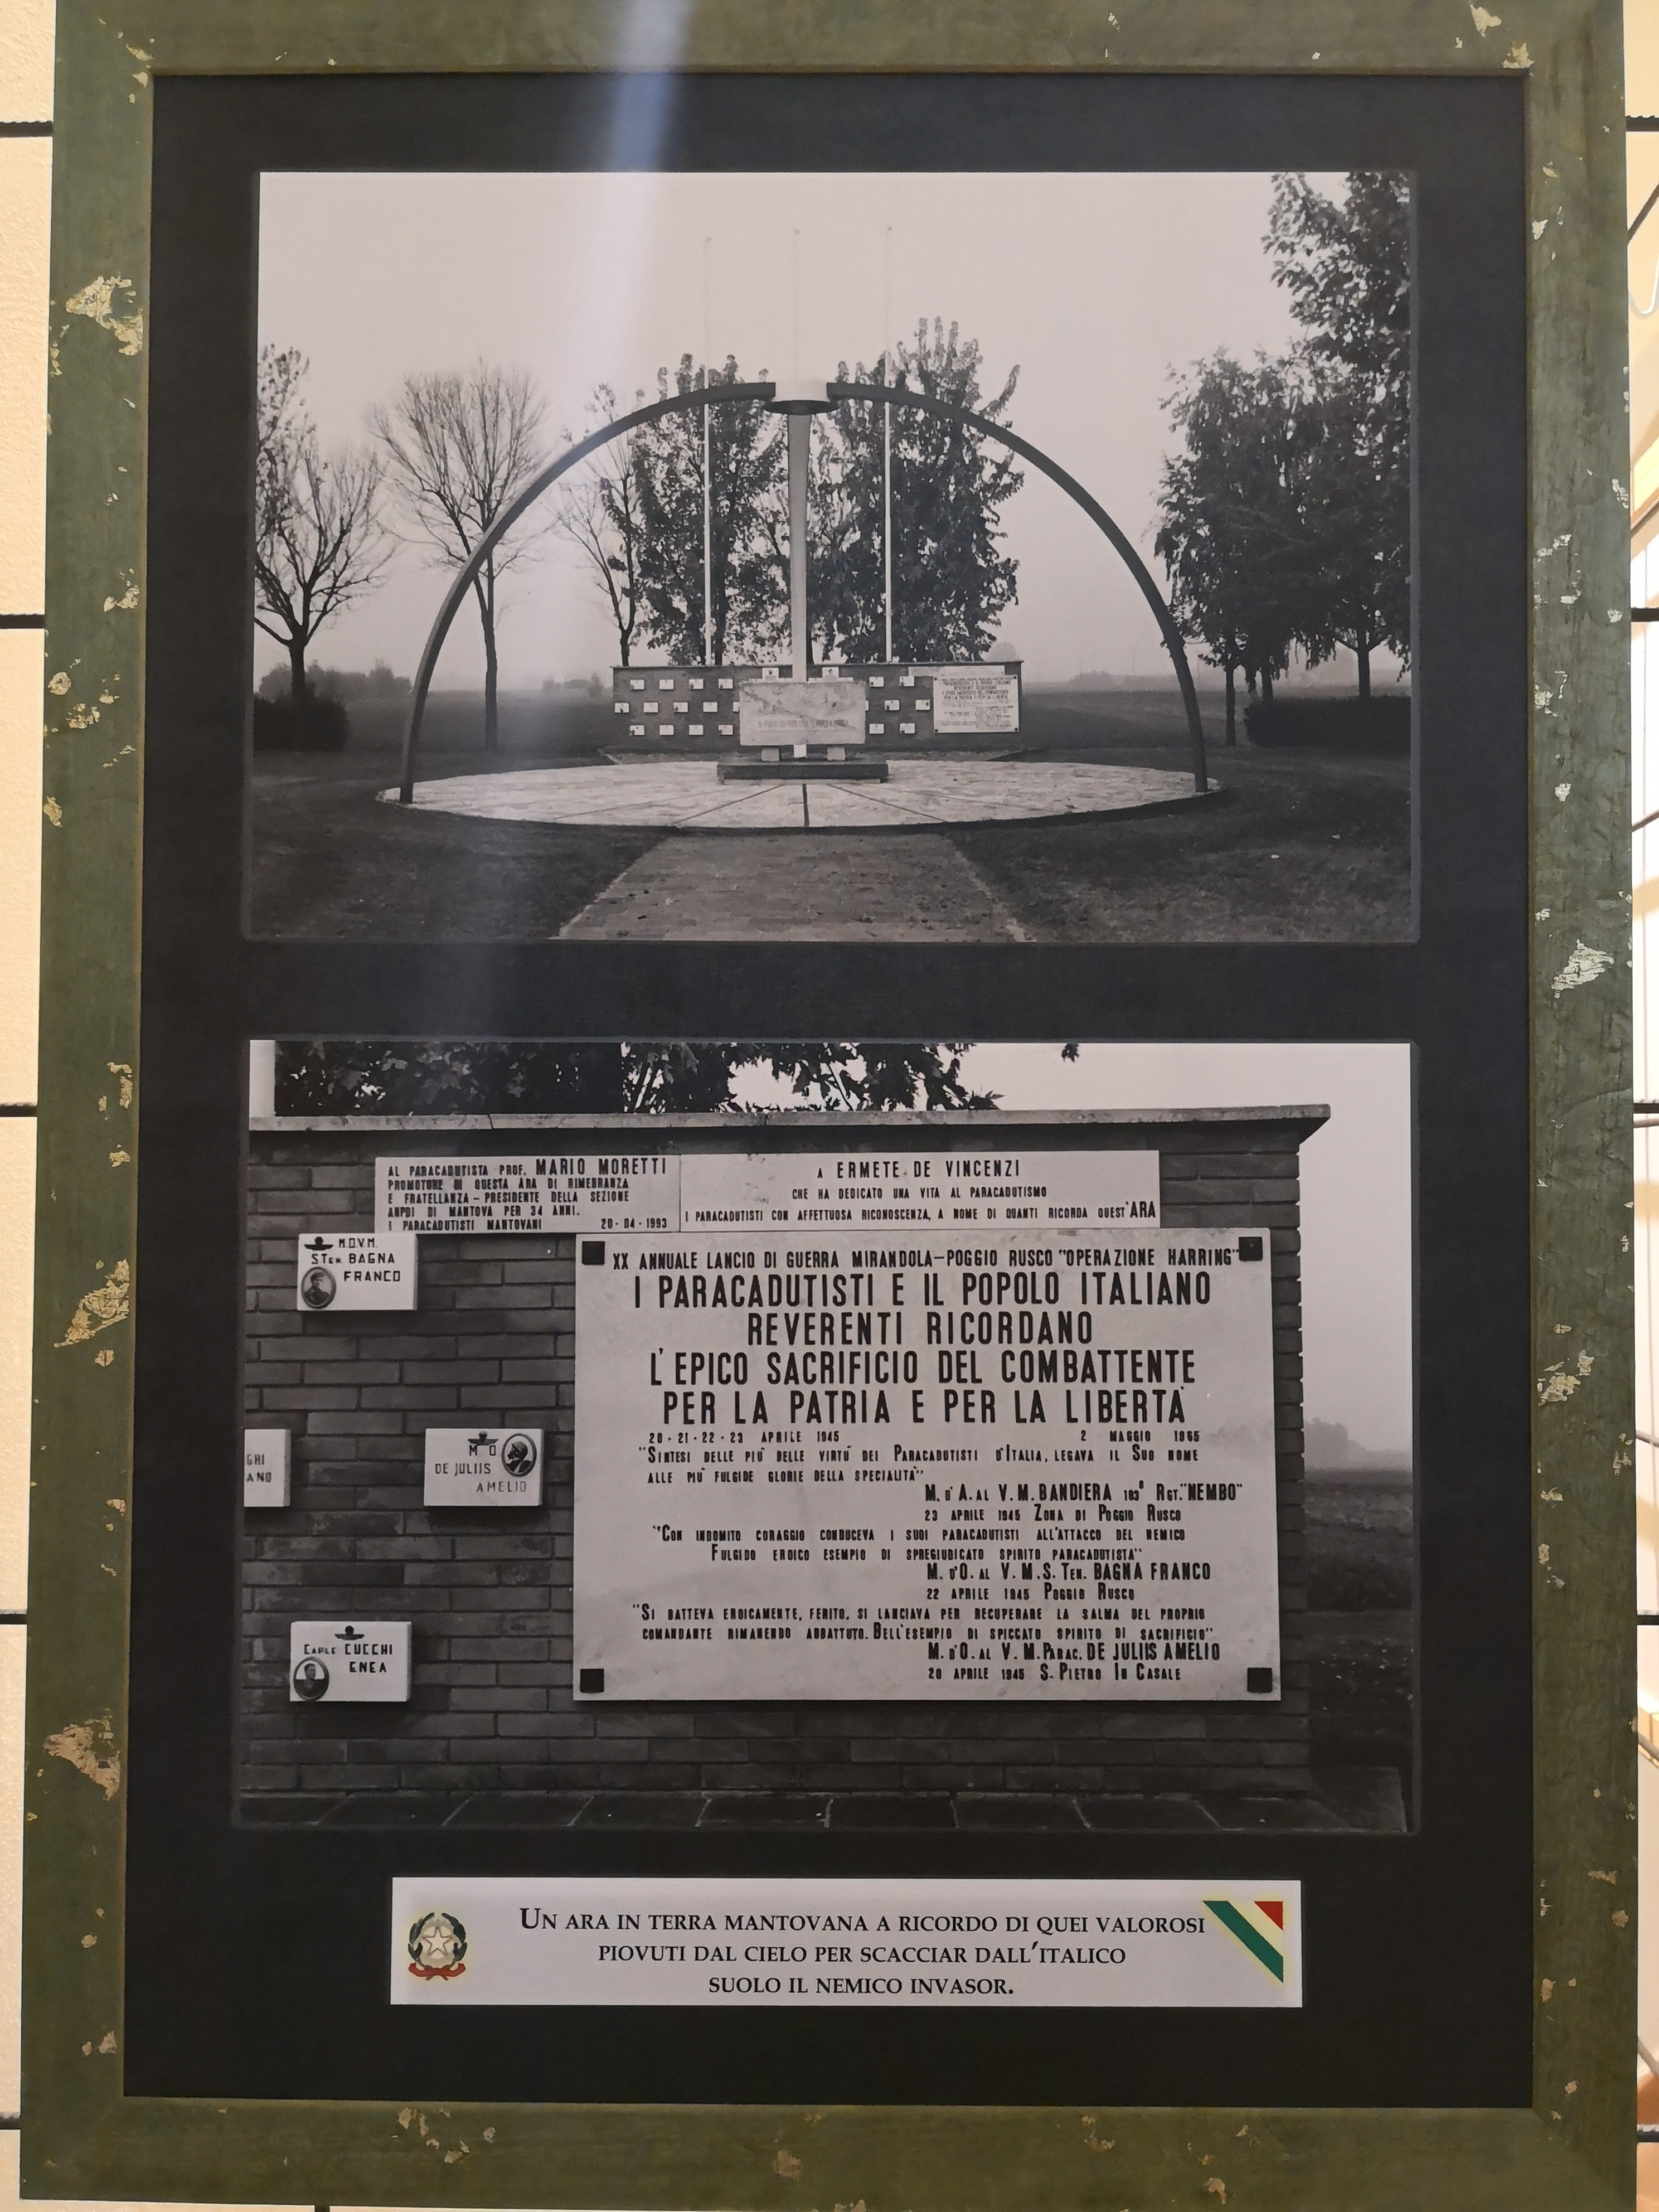 AL PARACADUTISTA PROF. MARIO MORETTI
PROMOTORE DI QUESTA ARA DI RIMEBRANZA
E FRATELLANZA - PRESIDENTE DELLA SEZIONE
ANPDI DI MANTOVA PER 34 ANNI.
I PARACADUTISTI MANTOVANI 20-04-1993
A ERMETE DE VINCENZI
CHE HA DEDICATO UNA VITA AL PARACADUTISMO
I PARACADUTISTI CON AFFETTUOSA RICONOSCENZA, A NOME DI QUANTI RICORDA QUEST'ARA
M.O.V.M.
S.TEN. BAGNA
FRANCO
GHI
ANO
M O
DE JULIIS
AMELIO
CAPLE CUCCHI
ENEA
XX ANNUALE LANCIO DI GUERRA MIRANDOLA-POGGIO RUSCO "OPERAZIONE HARRING"
I PARACADUTISTI E IL POPOLO ITALIANO
REVERENTI RICORDANO
L'EPICO SACRIFICIO DEL COMBATTENTE
PER LA PATRIA E PER LA LIBERTÀ
20-21-22-23 APRILE 1945 2 MAGGIO 1965
"SINTESI DELLE PIÙ BELLE VIRTÙ DEI PARACADUTISTI D'ITALIA, LEGAVA IL SUO NOME
ALLE PIÙ FULGIDE GLORIE DELLA SPECIALITÀ"
M. D'A. AL V.M. BANDIERA 183° RGT. "NEMBO"
23 APRILE 1945 ZONA DI POGGIO RUSCO
"CON INDOMITO CORAGGIO CONDUCEVA I SUOI PARACADUTISTI ALL'ATTACCO DEL NEMICO
FULGIDO EROICO ESEMPIO DI SPREGIUDICATO SPIRITO PARACADUTISTA"
M. D'O. AL V.M. S.TEN. BAGNA FRANCO
22 APRILE 1945 POGGIO RUSCO
"SI BATTEVA EROICAMENTE, FERITO, SI LANCIAVA PER RECUPERARE LA SALMA DEL PROPRIO
COMANDANTE RIMANENDO ABBATTUTO. BELL'ESEMPIO DI SPICCATO SPIRITO DI SACRIFICIO"
M. D'O. AL V.M. PARAC. DE JULIIS AMELIO
20 APRILE 1945 S. PIETRO IN CASALE
UN ARA IN TERRA MANTOVANA A RICORDO DI QUEI VALOROSI
PIOVUTI DAL CIELO PER SCACCIAR DALL'ITALICO
SUOLO IL NEMICO INVASOR.